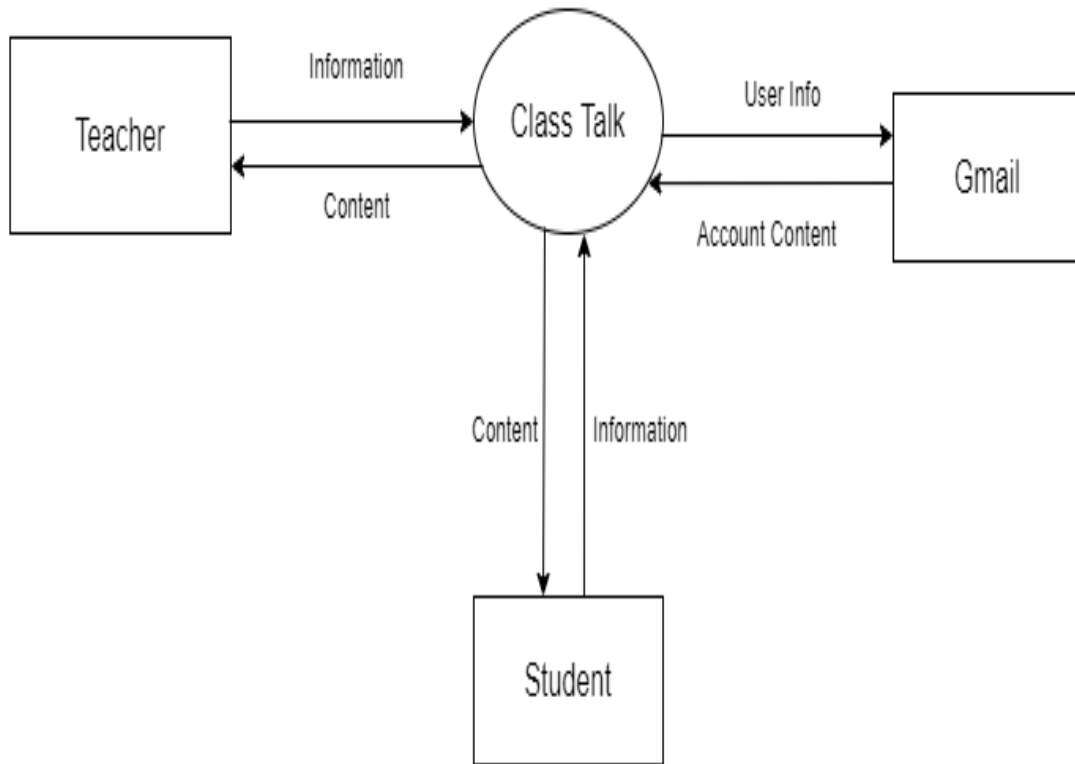 Information
Class Talk
User Info
Teacher
Gmail
Content
Account Content
Content
Information
Student